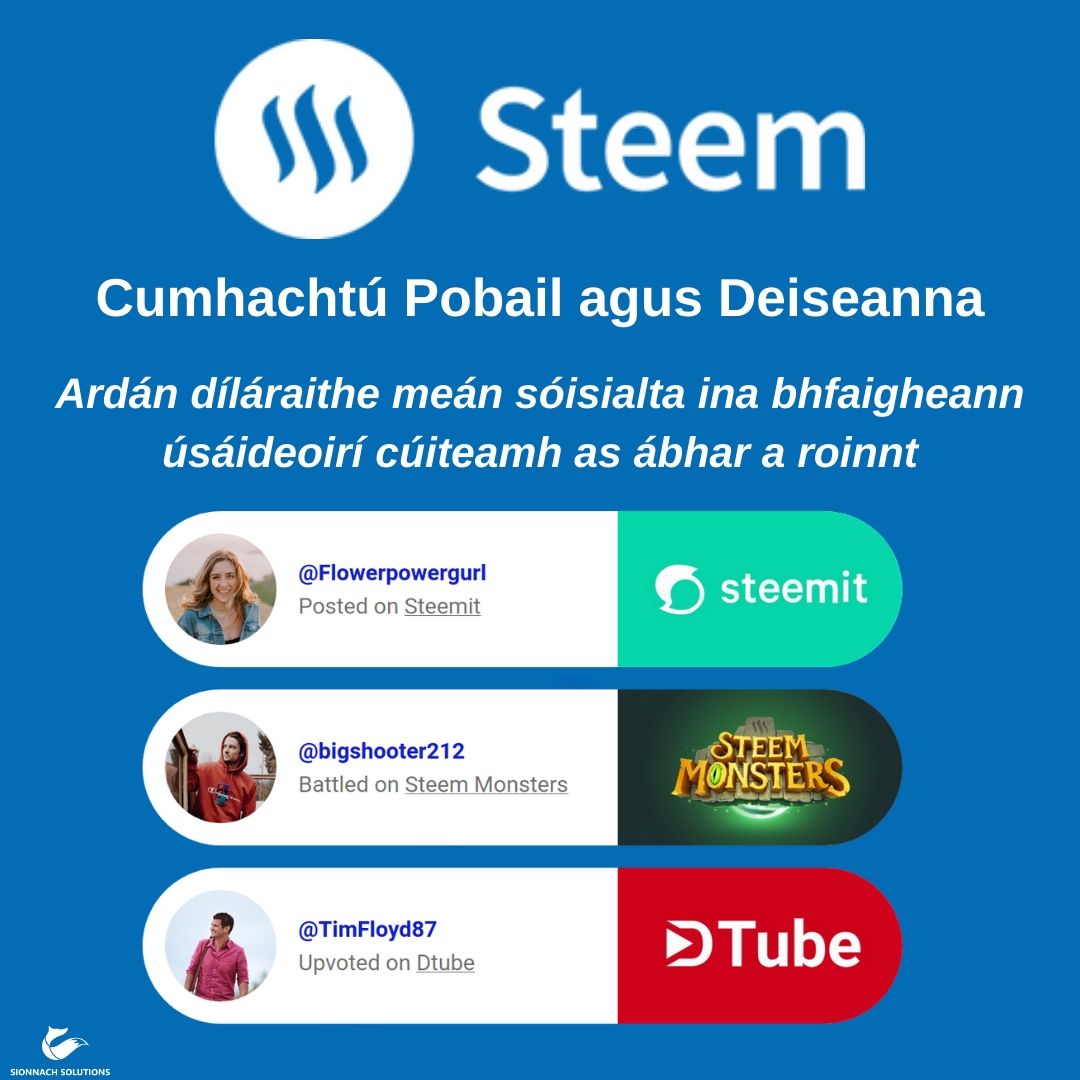 Steem
Cumhachtú Pobail agus Deiseanna
Ardán díláraithe meán sóisialta ina bhfaigheann
úsáideoirí cúiteamh as ábhar a roinnt
@Flowerpowergurl
Posted on Steemit
steemit
@bigshooter212
Battled on Steem Monsters
STEEM
MONSTERS
@TimFloyd87
Upvoted on Dtube
DTube
SIONNACH SOLUTIONS